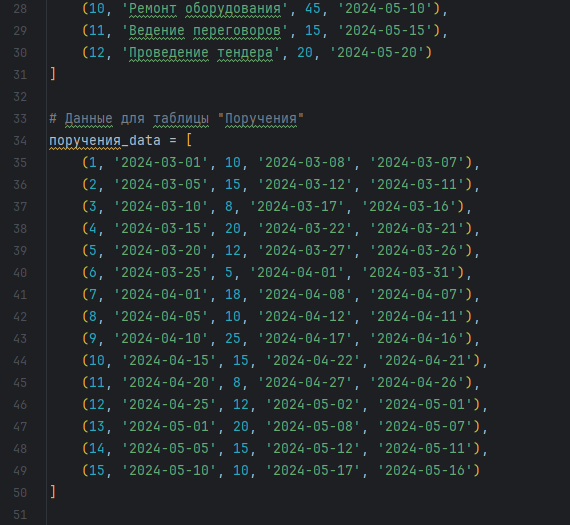 28 (10, 'Ремонт оборудования', 45, '2024-05-10'),
29 (11, 'Ведение переговоров', 15, '2024-05-15'),
30 (12, 'Проведение тендера', 20, '2024-05-20')
31 ]
32
33 # Данные для таблицы "Поручения"
34 поручения_data = [
35 (1, '2024-03-01', 10, '2024-03-08', '2024-03-07'),
36 (2, '2024-03-05', 15, '2024-03-12', '2024-03-11'),
37 (3, '2024-03-10', 8, '2024-03-17', '2024-03-16'),
38 (4, '2024-03-15', 20, '2024-03-22', '2024-03-21'),
39 (5, '2024-03-20', 12, '2024-03-27', '2024-03-26'),
40 (6, '2024-03-25', 5, '2024-04-01', '2024-03-31'),
41 (7, '2024-04-01', 18, '2024-04-08', '2024-04-07'),
42 (8, '2024-04-05', 10, '2024-04-12', '2024-04-11'),
43 (9, '2024-04-10', 25, '2024-04-17', '2024-04-16'),
44 (10, '2024-04-15', 15, '2024-04-22', '2024-04-21'),
45 (11, '2024-04-20', 8, '2024-04-27', '2024-04-26'),
46 (12, '2024-04-25', 12, '2024-05-02', '2024-05-01'),
47 (13, '2024-05-01', 20, '2024-05-08', '2024-05-07'),
48 (14, '2024-05-05', 15, '2024-05-12', '2024-05-11'),
49 (15, '2024-05-10', 10, '2024-05-17', '2024-05-16')
50 ]
51